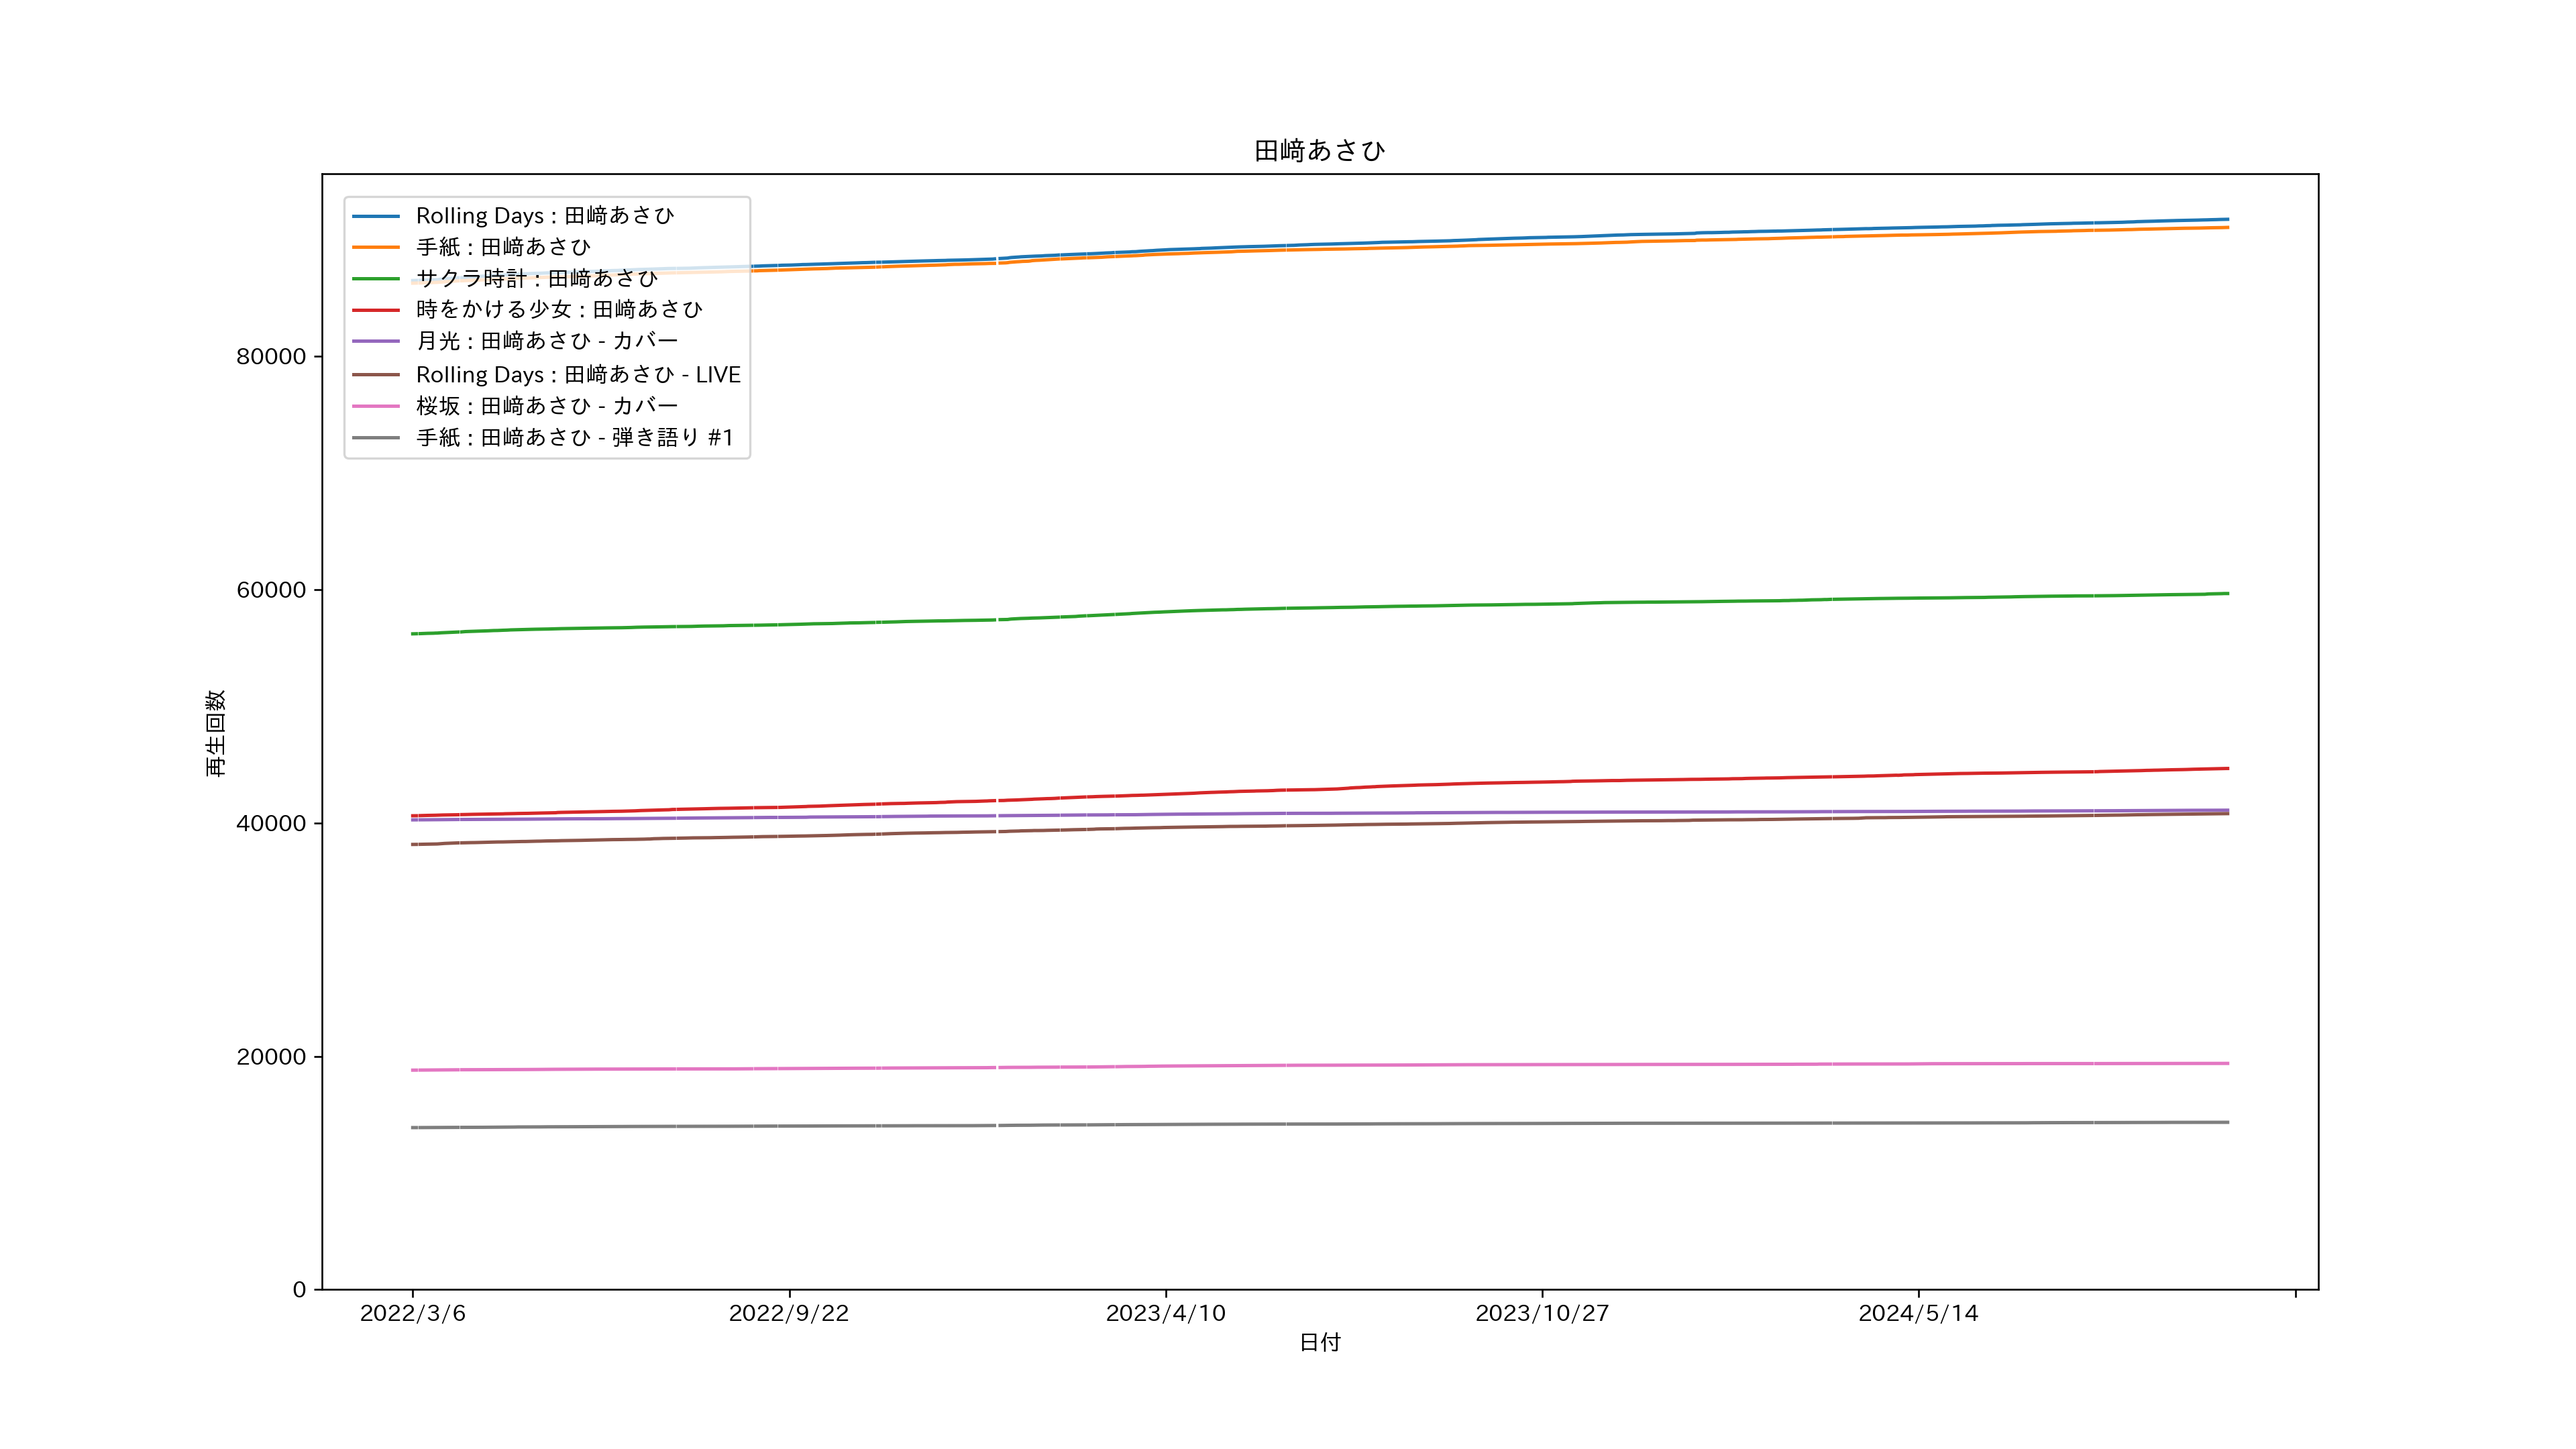 田﨑あさひ
Rolling Days : 田﨑あさひ
手紙 : 田﨑あさひ
サクラ時計 : 田﨑あさひ
時をかける少女 : 田﨑あさひ
月光 : 田﨑あさひ - カバー
Rolling Days : 田﨑あさひ - LIVE
桜坂 : 田﨑あさひ - カバー
手紙 : 田﨑あさひ - 弾き語り #1
再生回数
80000
60000
40000
20000
0
2022/3/6 2022/9/22 2023/4/10 2023/10/27 2024/5/14
日付